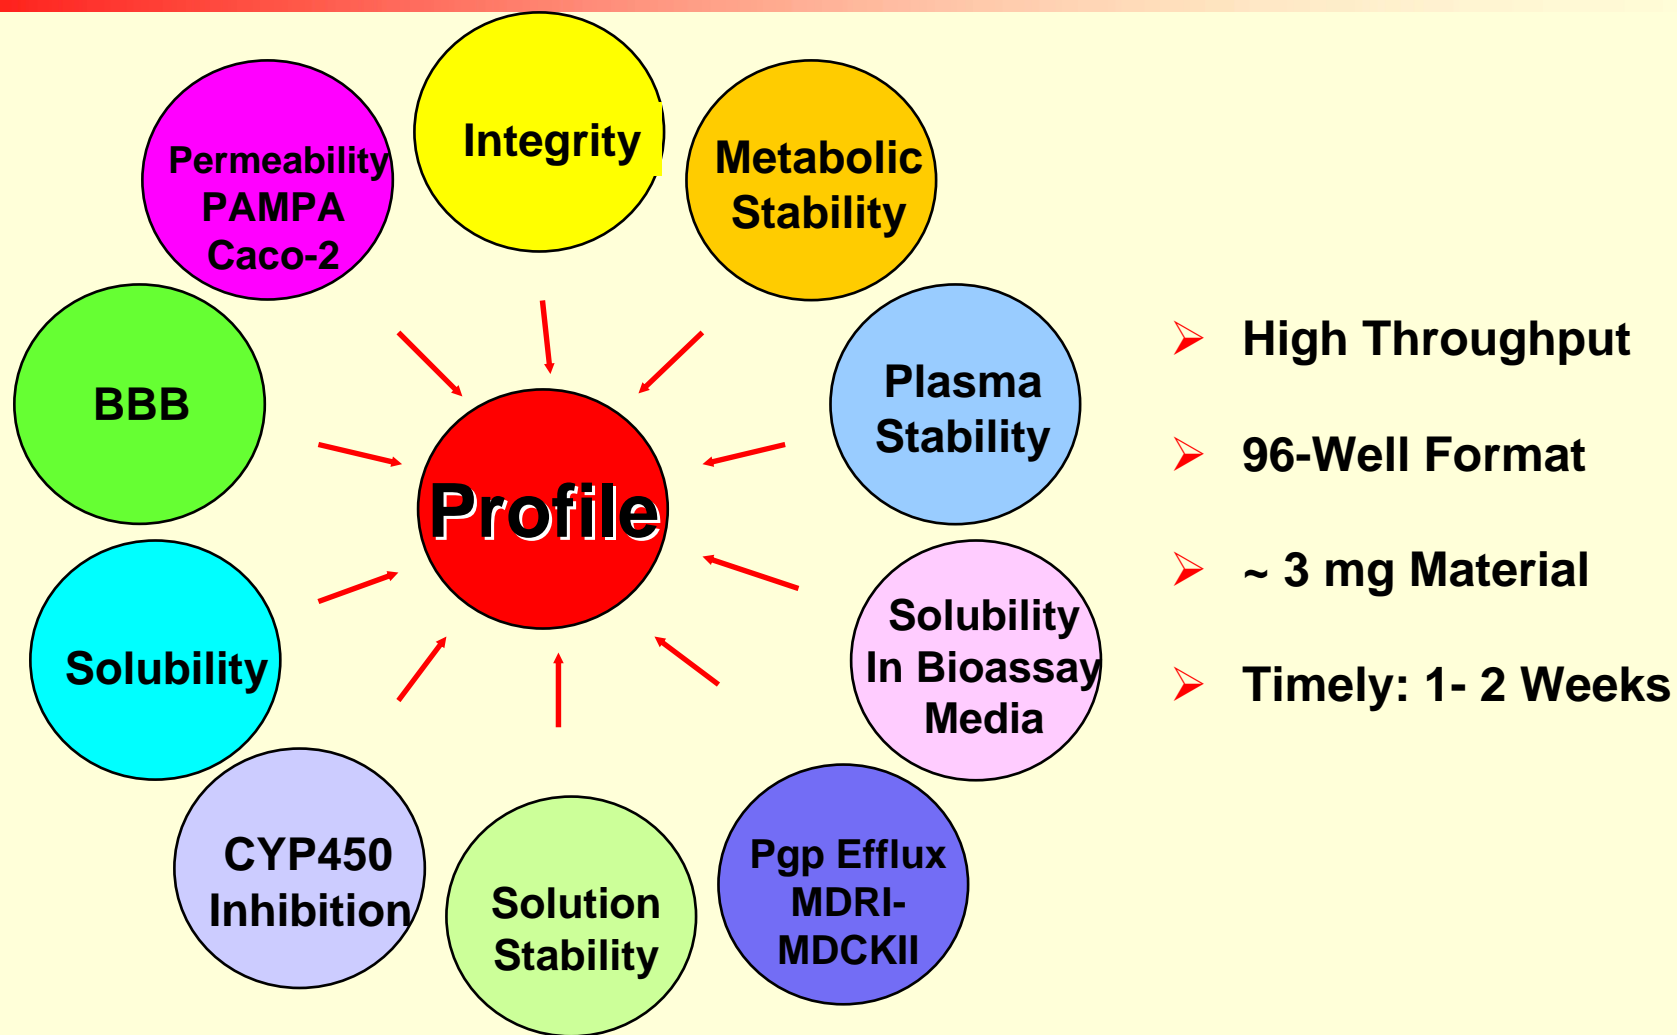 Integrity
Metabolic
Stability
Permeability
PAMPA
Caco-2
BBB
Plasma
Stability
Profile
Solubility
Solubility
In Bioassay
Media
CYP450
Inhibition
Solution
Stability
Pgp Efflux
MDRI-
MDCKII
High Throughput
96-Well Format
~ 3 mg Material
Timely: 1- 2 Weeks